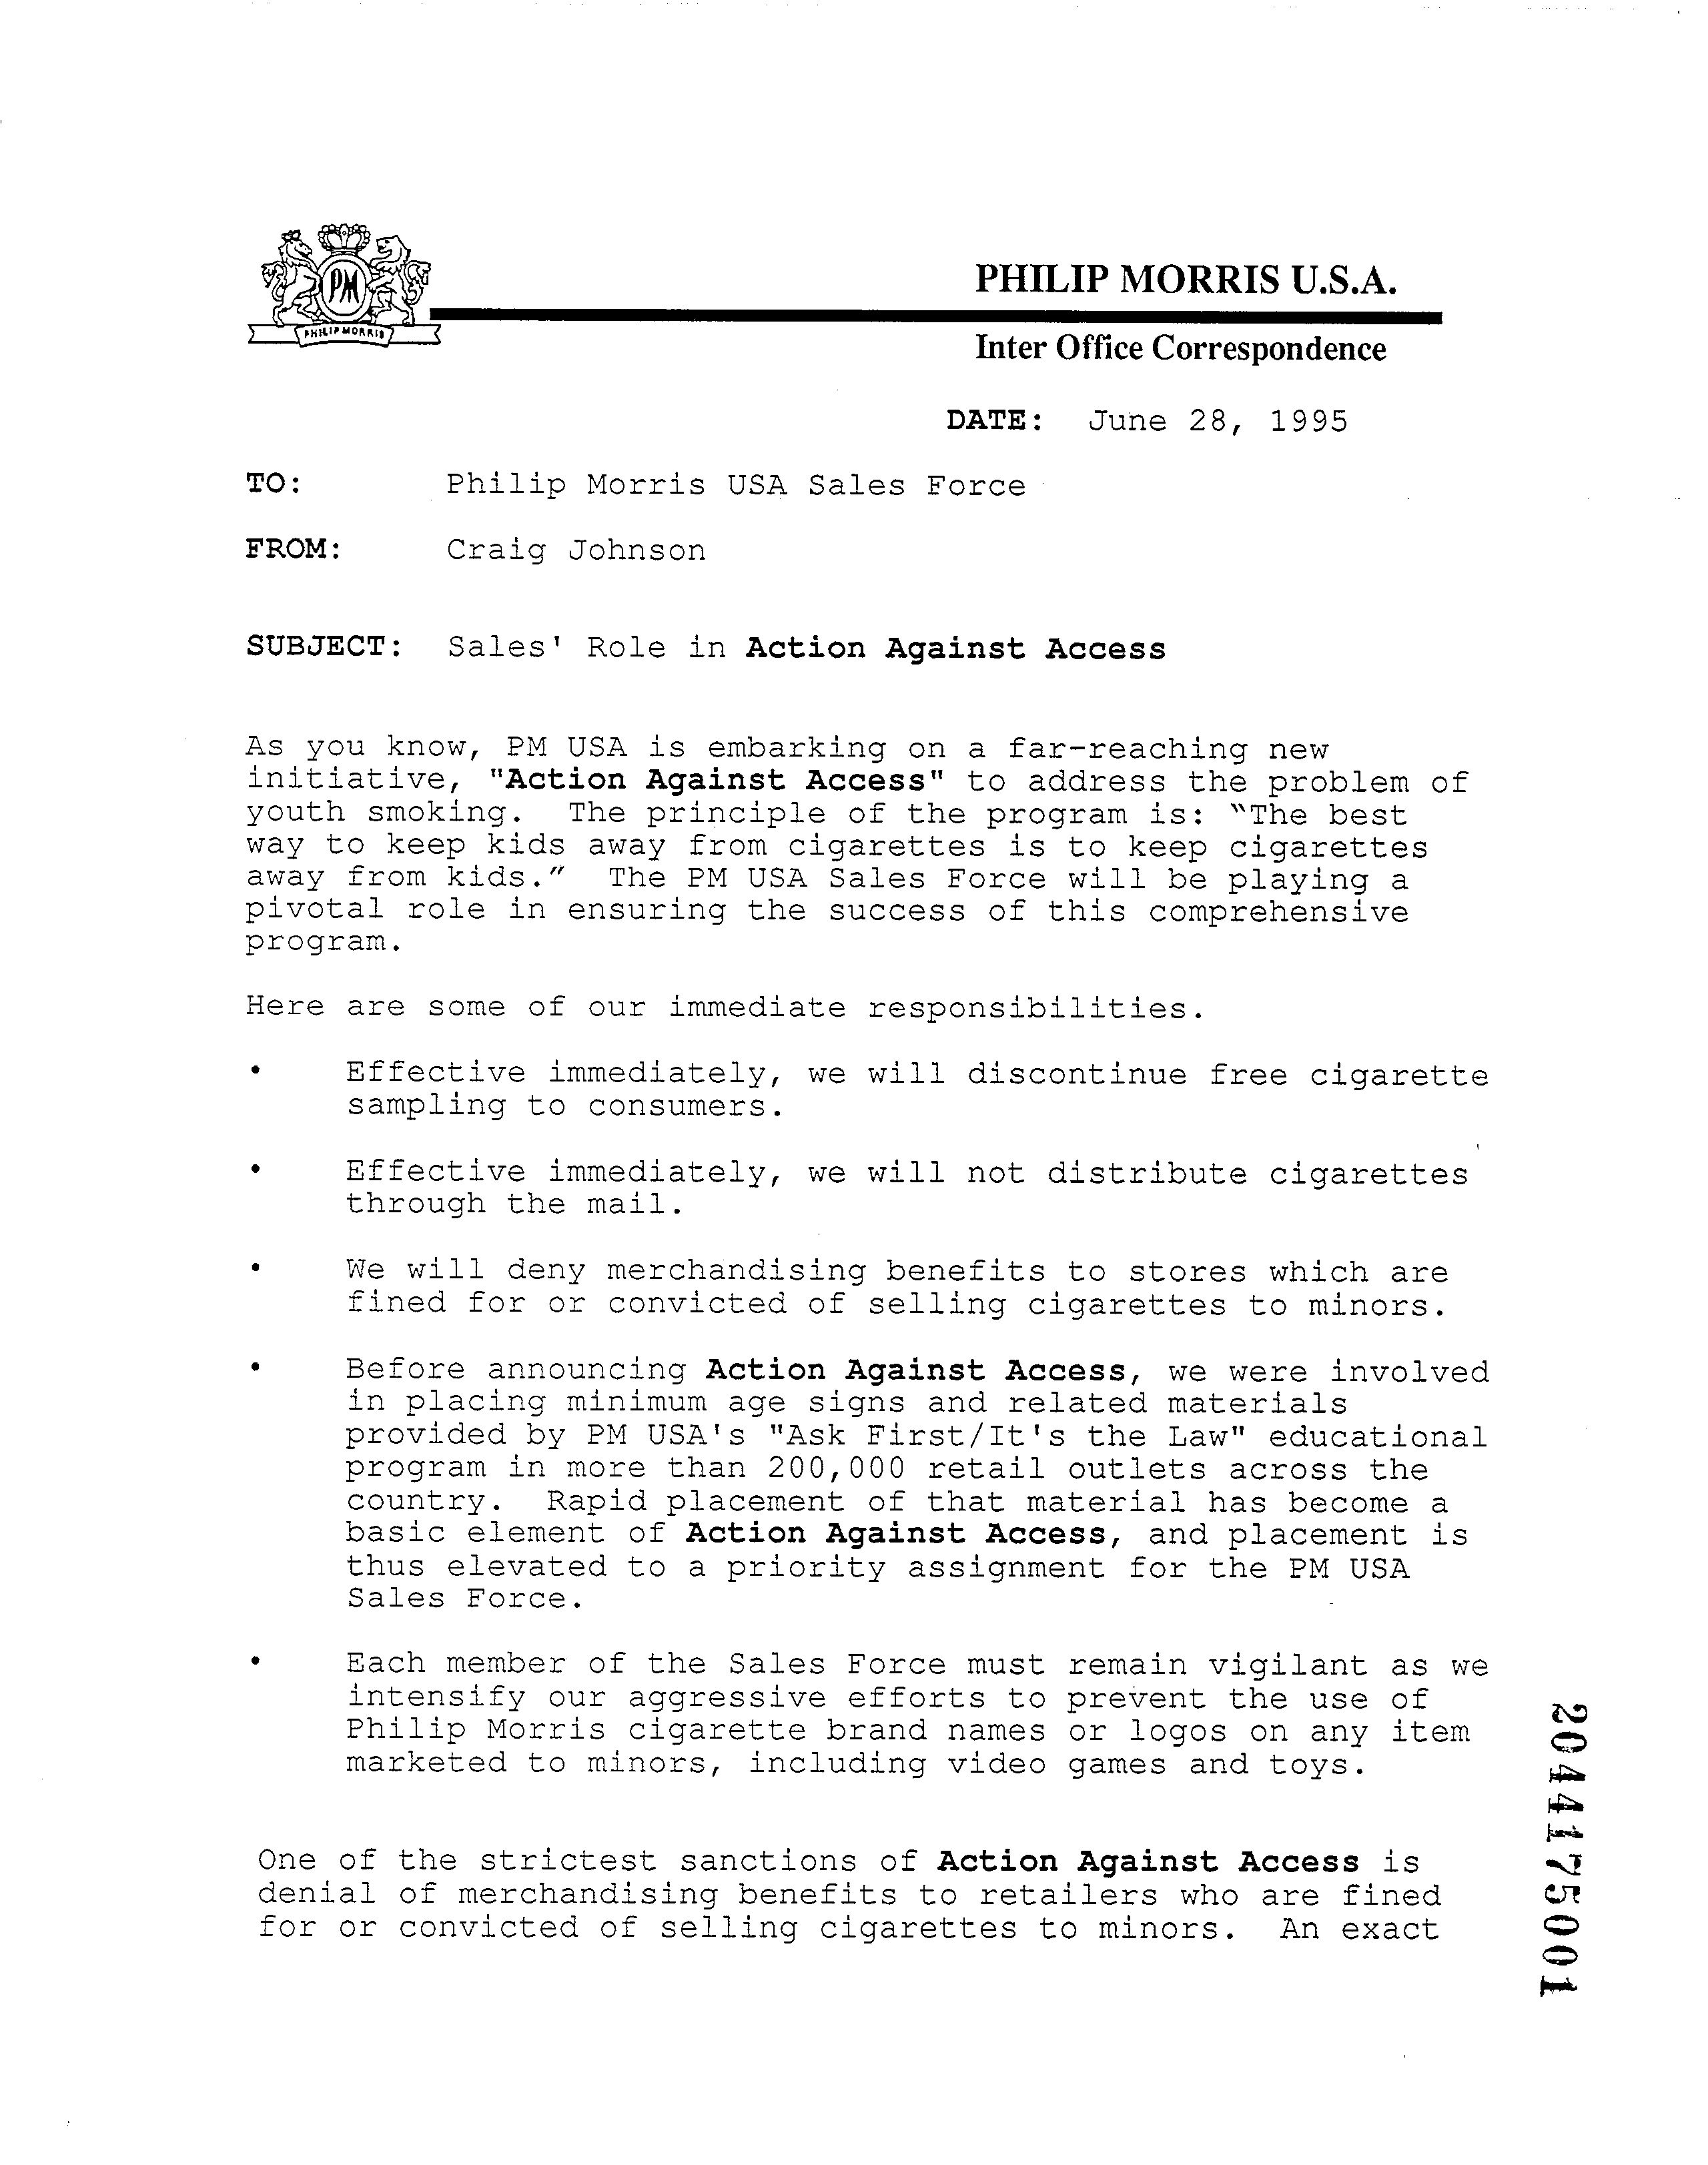 PM
PHILIP MORRIS
PHILIP MORRIS U.S.A.
Inter Office Correspondence
DATE: June 28, 1995
TO: Philip Morris USA Sales Force
FROM: Craig Johnson
SUBJECT: Sales' Role in Action Against Access
As you know, PM USA is embarking on a far-reaching new
initiative, "Action Against Access" to address the problem of
youth smoking. The principle of the program is: “The best
way to keep kids away from cigarettes is to keep cigarettes
away from kids.” The PM USA Sales Force will be playing a
pivotal role in ensuring the success of this comprehensive
program.
Here are some of our immediate responsibilities.
• Effective immediately, we will discontinue free cigarette
sampling to consumers.
• Effective immediately, we will not distribute cigarettes
through the mail.
• We will deny merchandising benefits to stores which are
fined for or convicted of selling cigarettes to minors.
• Before announcing Action Against Access, we were involved
in placing minimum age signs and related materials
provided by PM USA's "Ask First/It's the Law" educational
program in more than 200,000 retail outlets across the
country. Rapid placement of that material has become a
basic element of Action Against Access, and placement is
thus elevated to a priority assignment for the PM USA
Sales Force.
• Each member of the Sales Force must remain vigilant as we
intensify our aggressive efforts to prevent the use of
Philip Morris cigarette brand names or logos on any item
marketed to minors, including video games and toys.
One of the strictest sanctions of Action Against Access is
denial of merchandising benefits to retailers who are fined
for or convicted of selling cigarettes to minors. An exact
2044175001